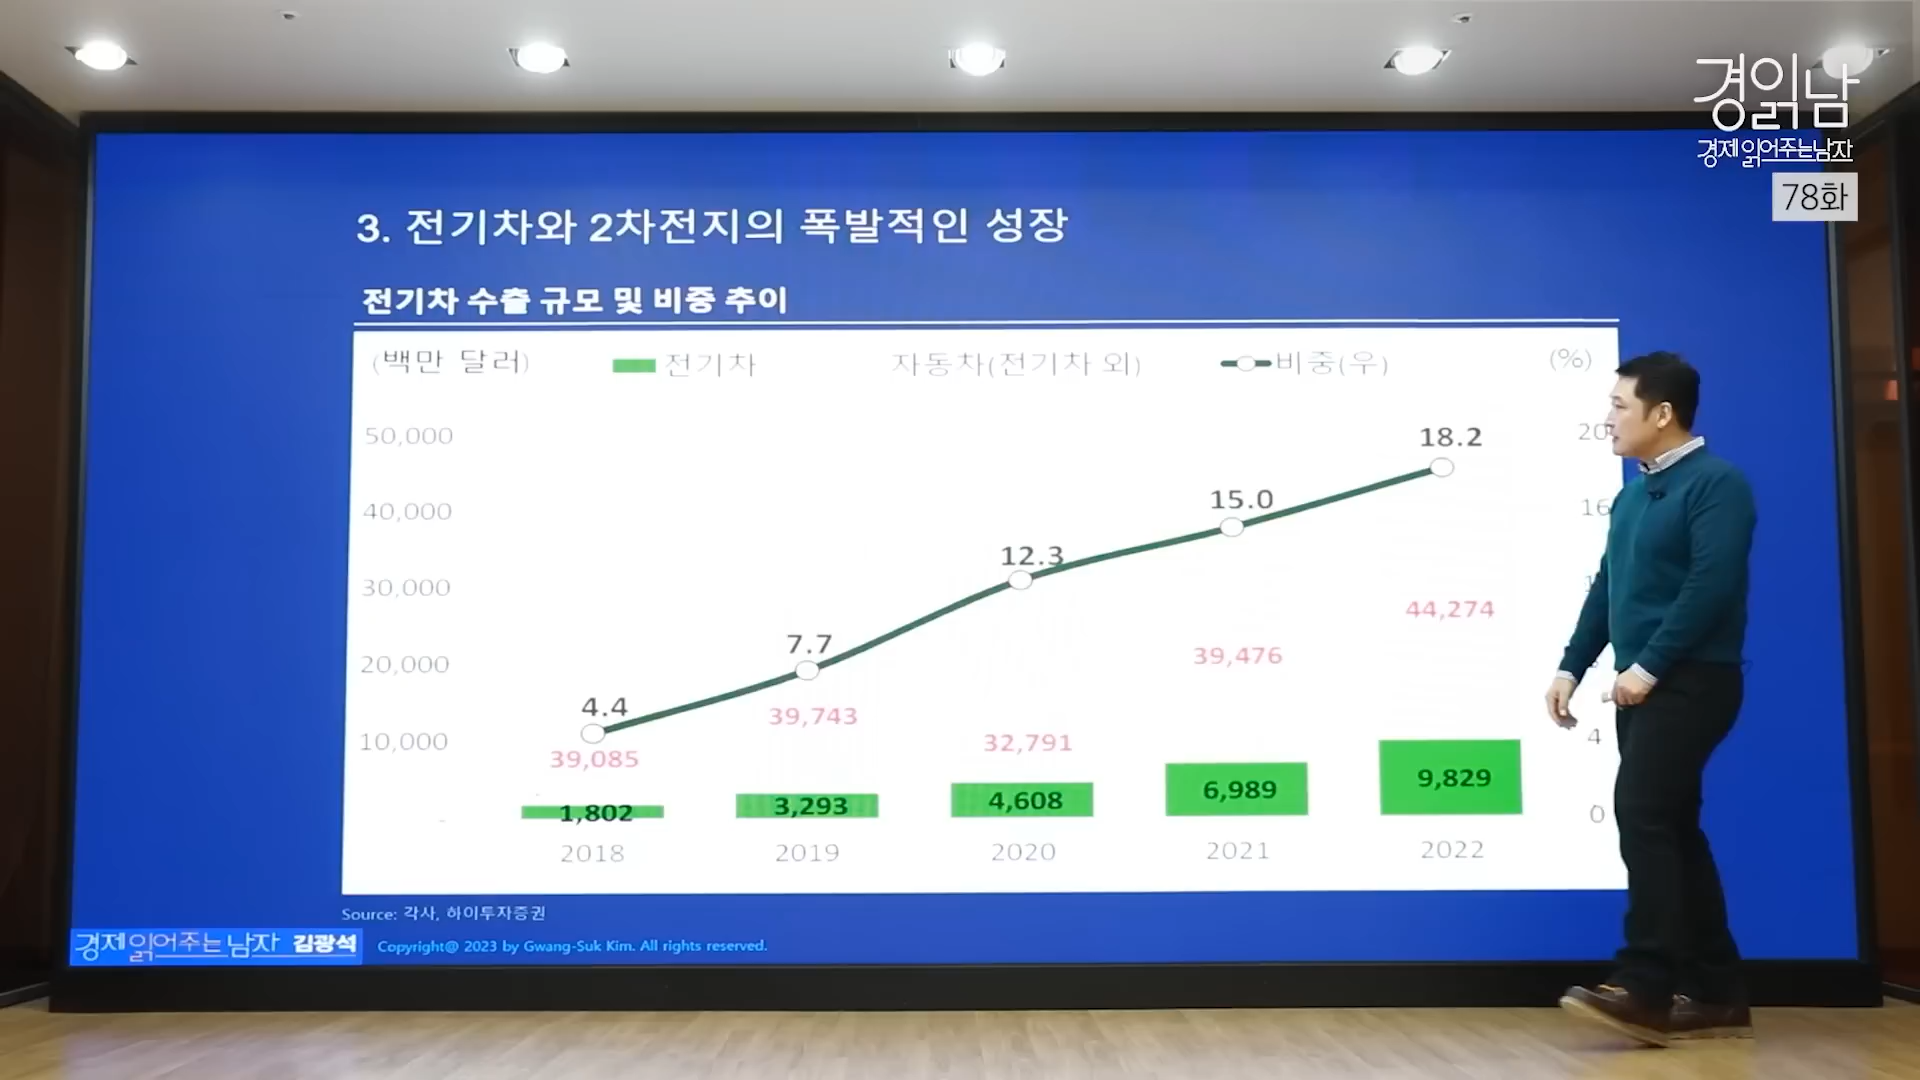 경읽남
경제 읽어주는 남자
78화
3. 전기차와 2차전지의 폭발적인 성장
전기차 수출 규모 및 비중 추이
(백만 달러) 전기차 자동차(전기차 외) 비중(우) (%)
50,000
40,000
30,000
20,000
10,000
20
16
4
0
4.4
7.7
12.3
15.0
18.2
39,085
39,743
32,791
39,476
44,274
1,802
3,293
4,608
6,989
9,829
2018 2019 2020 2021 2022
Source: 각사, 하이투자증권
경제 읽어주는 남자 김광석
Copyright@ 2023 by Gwang-Suk Kim. All rights reserved.